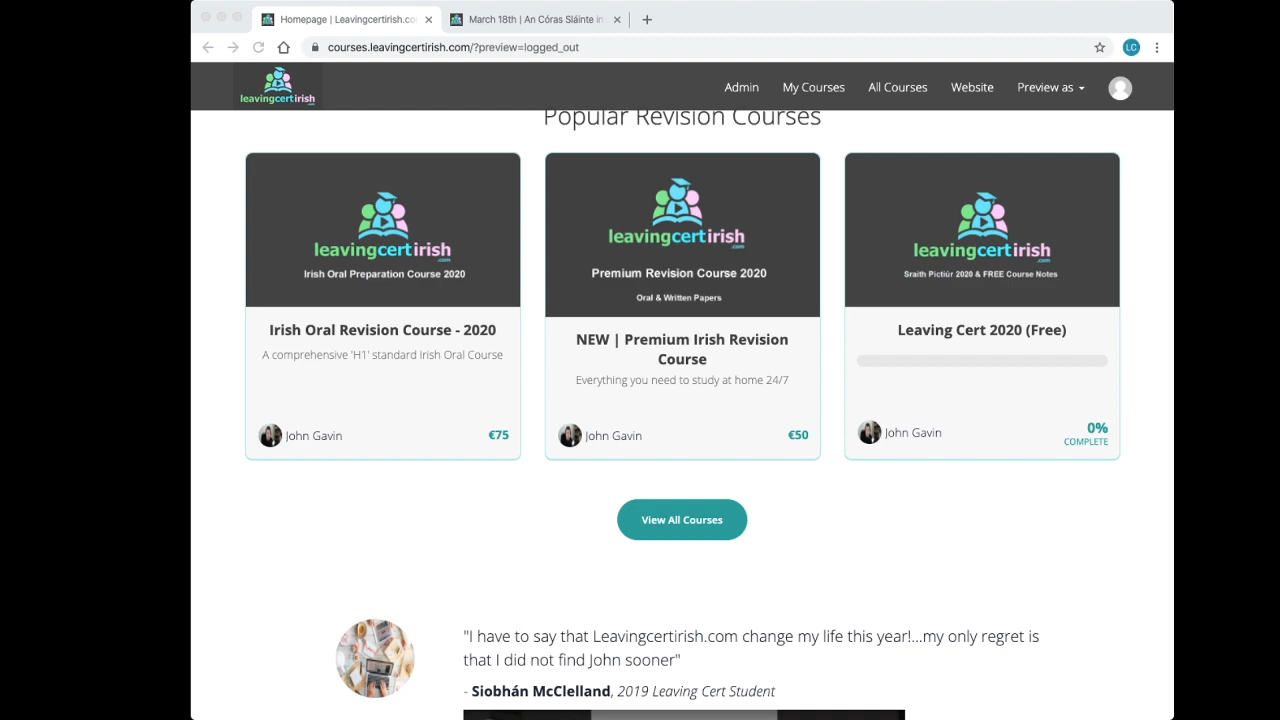 Homepage | Leavingcertirish.co
March 18th | An Córas Sláinte in
courses.leavingcertirish.com/?preview=logged_out
LC
leavingcertirish
.com
Admin
My Courses
All Courses
Website
Preview as
Popular Revision Courses
leavingcertirish
.com
Irish Oral Preparation Course 2020
Irish Oral Revision Course - 2020
A comprehensive 'H1' standard Irish Oral Course
John Gavin
€75
leavingcertirish
.com
Premium Revision Course 2020
Oral & Written Papers
NEW | Premium Irish Revision
Course
Everything you need to study at home 24/7
John Gavin
€50
leavingcertirish
.com
Sraith Pictiúr 2020 & FREE Course Notes
Leaving Cert 2020 (Free)
John Gavin
0%
COMPLETE
View All Courses
"I have to say that Leavingcertirish.com change my life this year!...my only regret is
that I did not find John sooner"
- Siobhán McClelland, 2019 Leaving Cert Student